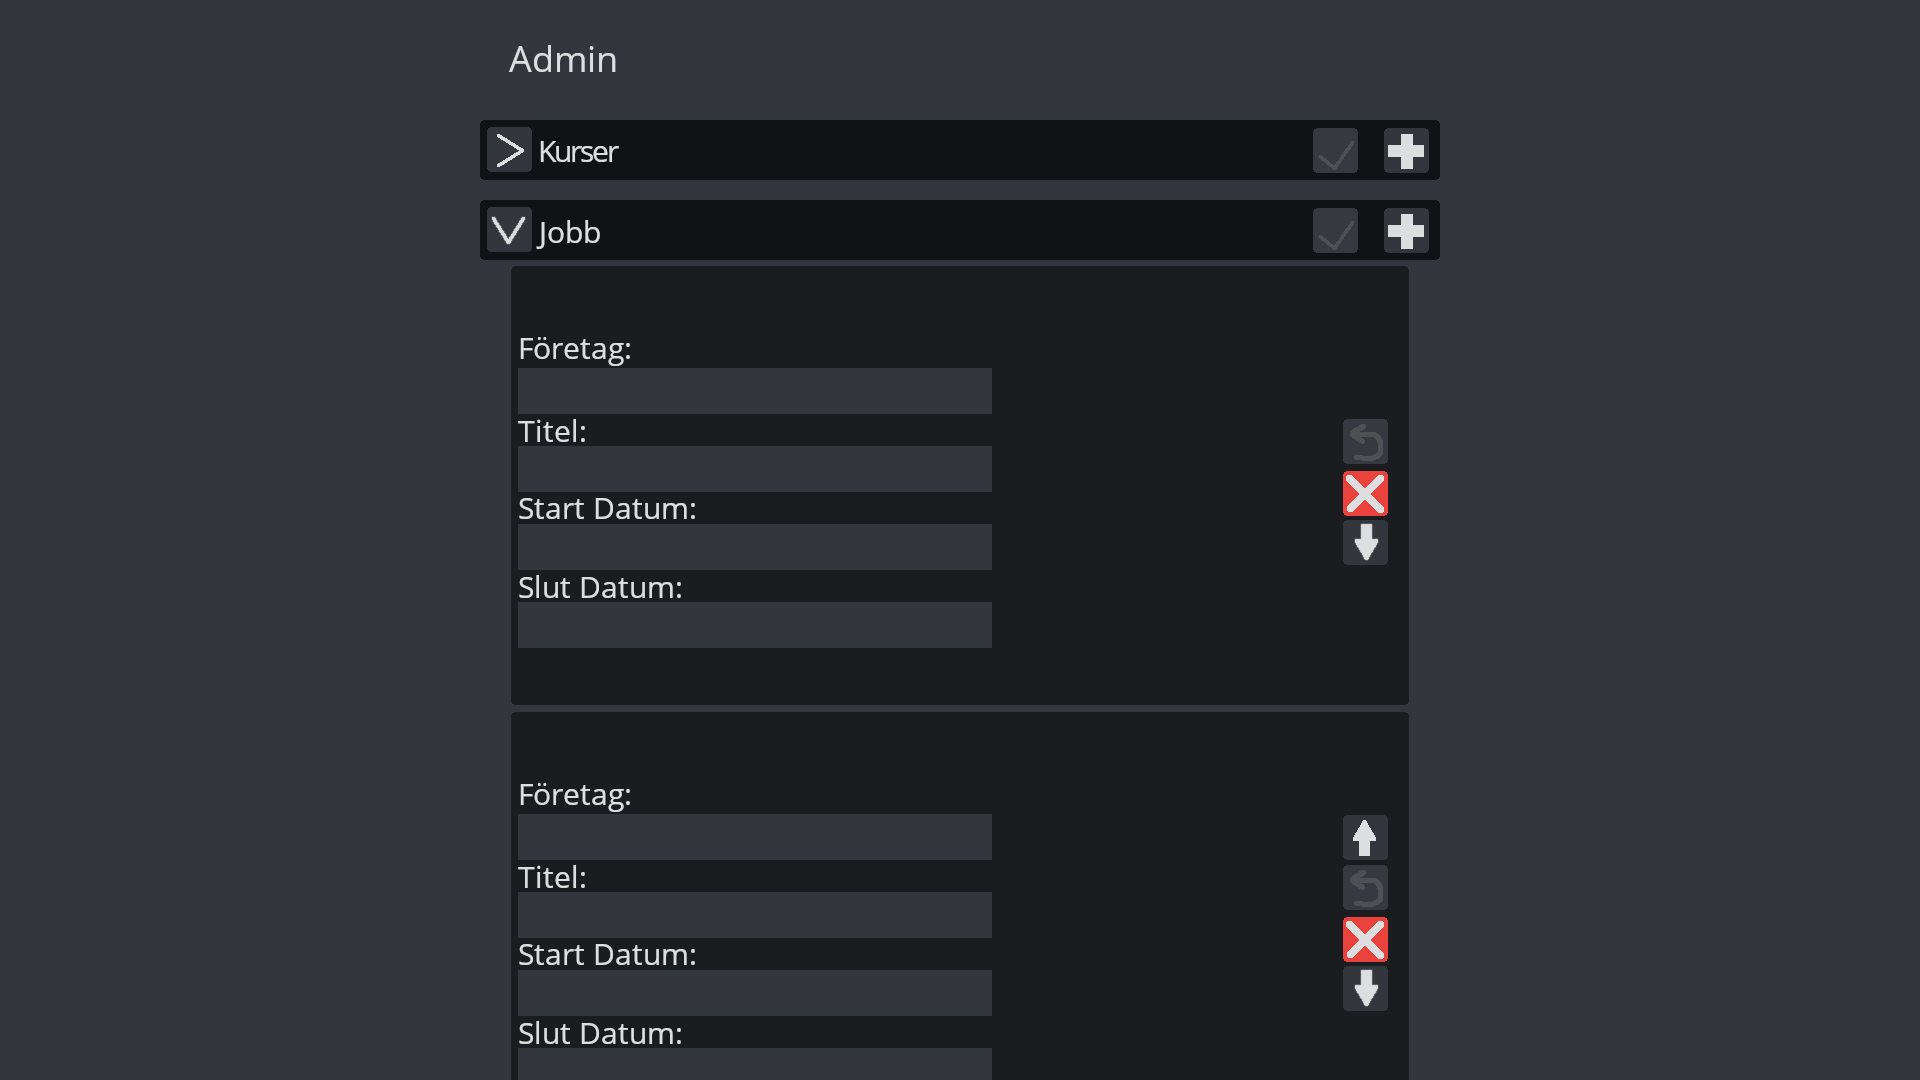 Admin
Kurser
Jobb
Företag:
Titel:
Start Datum:
Slut Datum:
Företag:
Titel:
Start Datum:
Slut Datum: